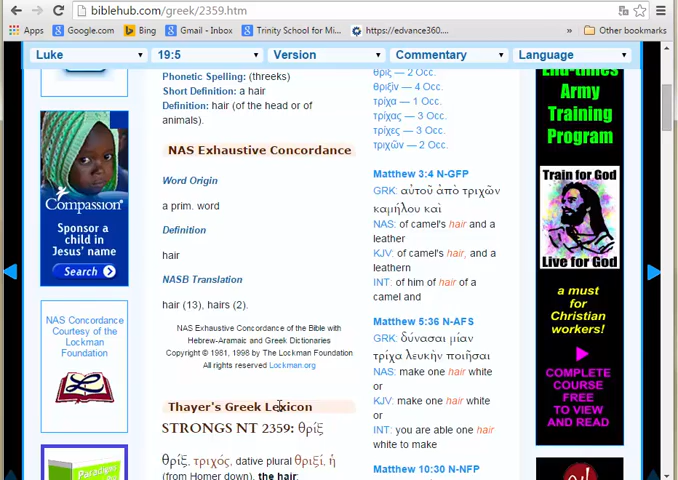 biblehub.com/greek/2359.htm
Apps
Google.com
Bing
Gmail - Inbox
Trinity School for Mi...
https://edvance360....
»
Other bookmarks
Luke
19:5
Version
Commentary
Language
Compassion®
Sponsor a
child in
Jesus' name
Search
NAS Concordance
Courtesy of the
Lockman
Foundation
Phonetic Spelling: (threeks)
Short Definition: a hair
Definition: hair (of the head or of
animals).
NAS Exhaustive Concordance
Word Origin
a prim. word
Definition
hair
NASB Translation
hair (13), hairs (2).
NAS Exhaustive Concordance of the Bible with
Hebrew-Aramaic and Greek Dictionaries
Copyright © 1981, 1998 by The Lockman Foundation
All rights reserved Lockman.org
Thayer's Greek Lexicon
STRONGS NT 2359: θρίξ
θρίξ, τριχός, dative plural θριξί, ἡ
(from Homer down), the hair;
θρὶξ — 2 Occ.
θριξὶν — 4 Occ.
τρίχα — 1 Occ.
τρίχας — 3 Occ.
τρίχες — 3 Occ.
τριχῶν — 2 Occ.
Matthew 3:4 N-GFP
GRK: αὐτοῦ ἀπὸ τριχῶν
καμήλου καὶ
NAS: of camel's hair and a
leather
KJV: of camel's hair, and a
leathern
INT: of him of hair of a
camel and
Matthew 5:36 N-AFS
GRK: δύνασαι μίαν
τρίχα λευκὴν ποιῆσαι
NAS: make one hair white
or
KJV: make one hair white
or
INT: you are able one hair
white to make
Matthew 10:30 N-NFP
End-times
Army
Training
Program
Train for God
Live for God
a must
for
Christian
workers!
COMPLETE
COURSE
FREE
TO VIEW
AND READ